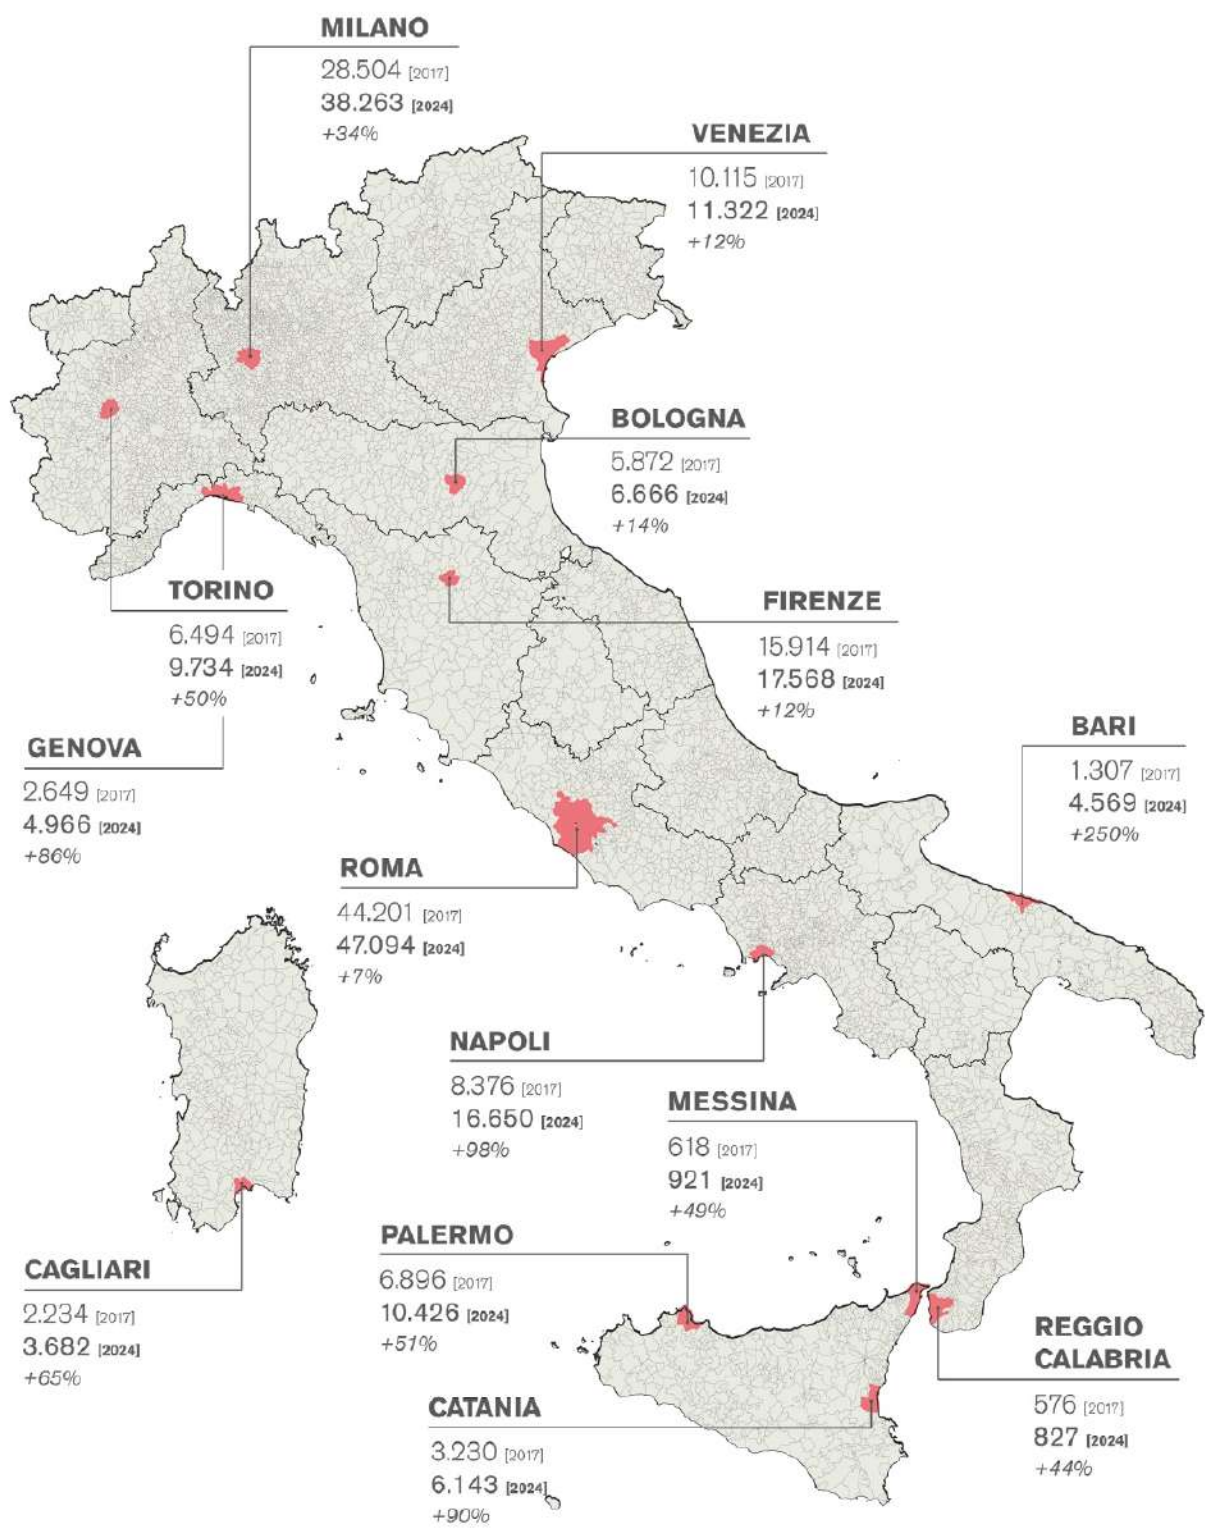 MILANO
28.504 [2017]
38.263 [2024]
+34%
VENEZIA
10.115 [2017]
11.322 [2024]
+12%
BOLOGNA
5.872 [2017]
6.666 [2024]
+14%
TORINO
6.494 [2017]
9.734 [2024]
+50%
FIRENZE
15.914 [2017]
17.568 [2024]
+12%
GENOVA
2.649 [2017]
4.966 [2024]
+86%
BARI
1.307 [2017]
4.569 [2024]
+250%
ROMA
44.201 [2017]
47.094 [2024]
+7%
NAPOLI
8.376 [2017]
16.650 [2024]
+98%
MESSINA
618 [2017]
921 [2024]
+49%
CAGLIARI
2.234 [2017]
3.682 [2024]
+65%
PALERMO
6.896 [2017]
10.426 [2024]
+51%
REGGIO
CALABRIA
576 [2017]
827 [2024]
+44%
CATANIA
3.230 [2017]
6.143 [2024]
+90%